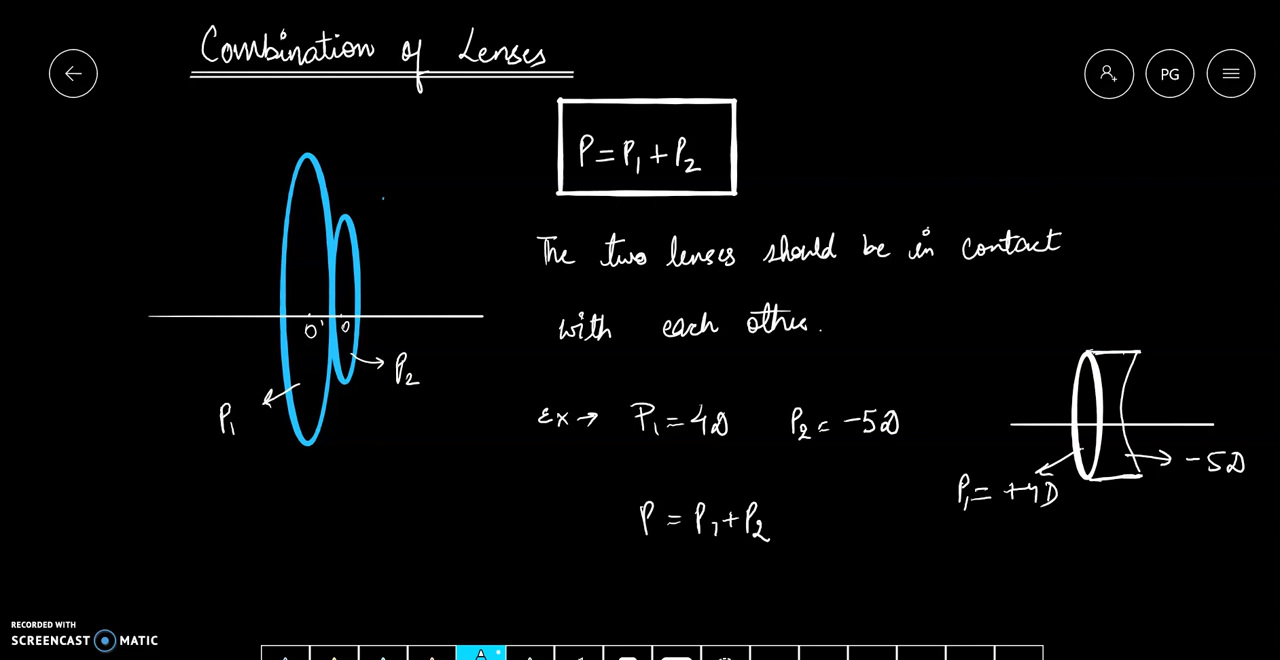 Combination of Lenses
PG
P = P1 + P2
The two lenses should be in contact
with each other.
O' O
P2
P1
Ex → P1 = 4D P2 = -5D
-5D
P1 = +4D
P = P1 + P2
RECORDED WITH
SCREENCAST MATIC